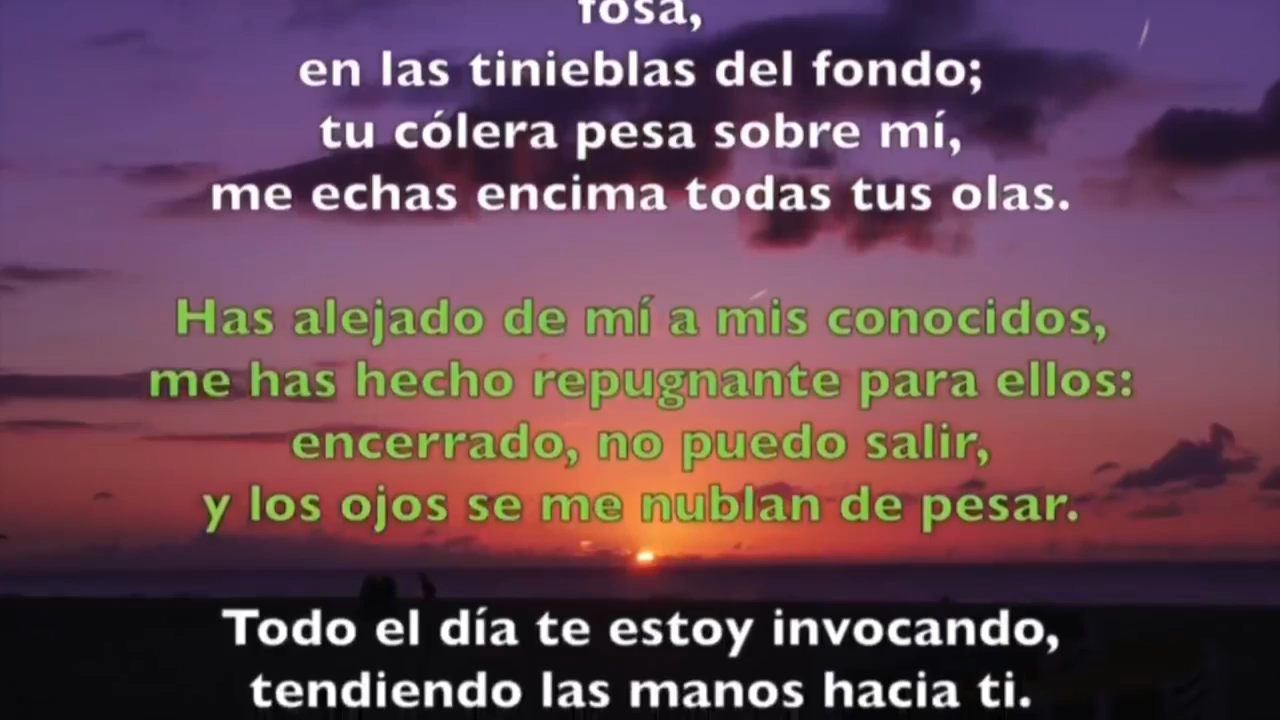 fosa,
en las tinieblas del fondo;
tu cólera pesa sobre mí,
me echas encima todas tus olas.
Has alejado de mí a mis conocidos,
me has hecho repugnante para ellos:
encerrado, no puedo salir,
y los ojos se me nublan de pesar.
Todo el día te estoy invocando,
tendiendo las manos hacia ti.